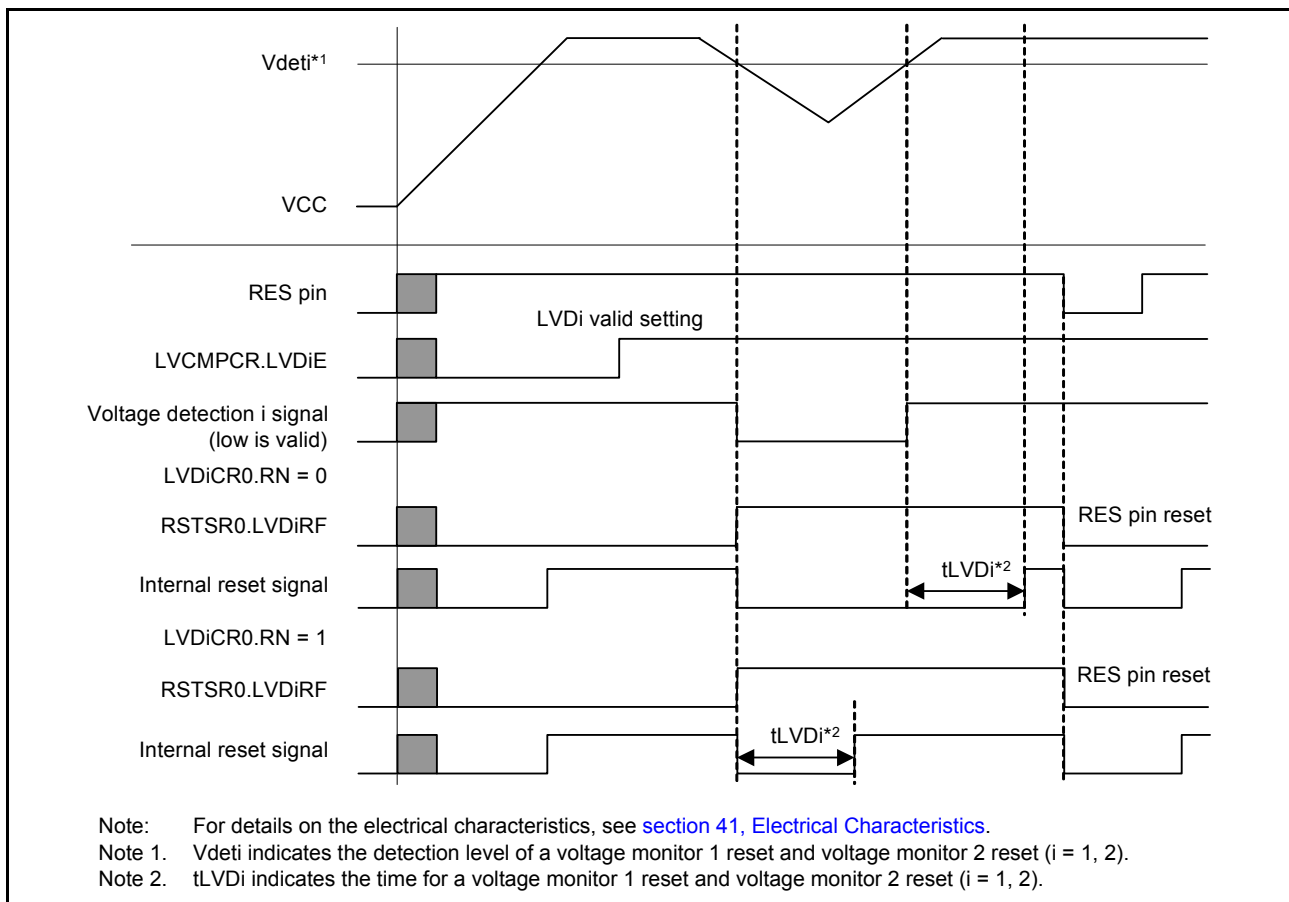 Vdeti*1
VCC
RES pin
LVDi valid setting
LVCMPCR.LVDiE
Voltage detection i signal
(low is valid)
LVDiCR0.RN = 0
RSTSR0.LVDiRF
RES pin reset
Internal reset signal
tLVDi*2
LVDiCR0.RN = 1
RSTSR0.LVDiRF
RES pin reset
Internal reset signal
tLVDi*2
Note: For details on the electrical characteristics, see section 41, Electrical Characteristics.
Note 1. Vdeti indicates the detection level of a voltage monitor 1 reset and voltage monitor 2 reset (i = 1, 2).
Note 2. tLVDi indicates the time for a voltage monitor 1 reset and voltage monitor 2 reset (i = 1, 2).